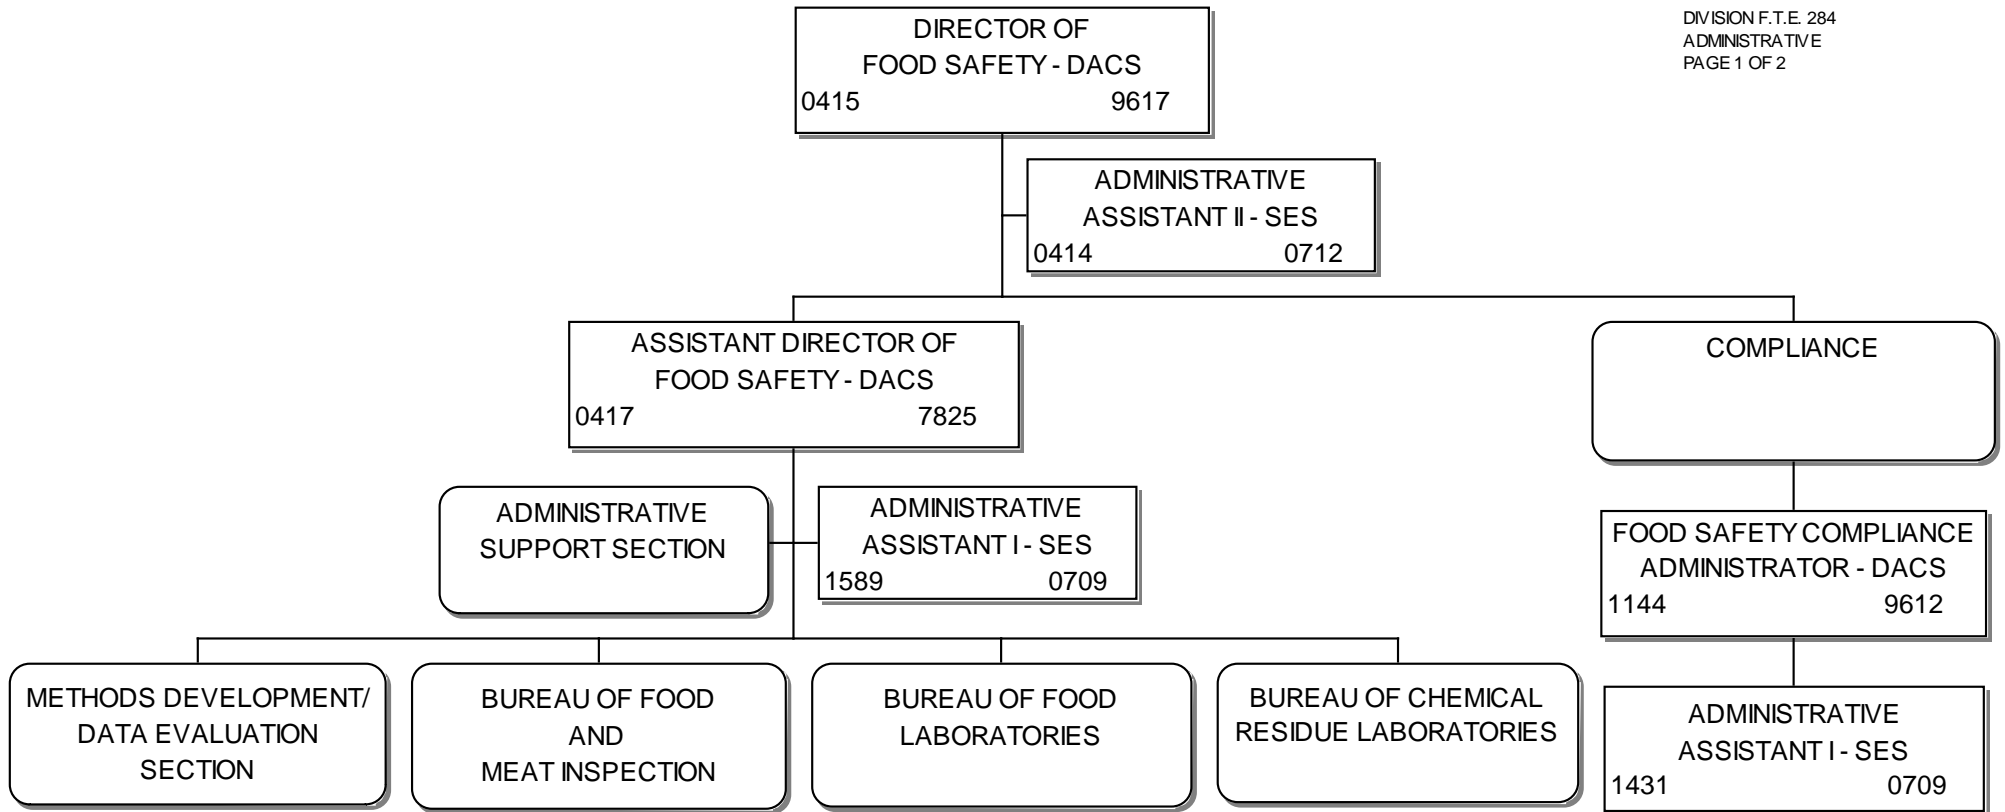 DIVISION F.T.E. 284
ADMINISTRATIVE
PAGE 1 OF 2
DIRECTOR OF
FOOD SAFETY - DACS
0415 9617
ADMINISTRATIVE
ASSISTANT II - SES
0414 0712
ASSISTANT DIRECTOR OF
FOOD SAFETY - DACS
0417 7825
COMPLIANCE
ADMINISTRATIVE
SUPPORT SECTION
ADMINISTRATIVE
ASSISTANT I - SES
1589 0709
FOOD SAFETY COMPLIANCE
ADMINISTRATOR - DACS
1144 9612
METHODS DEVELOPMENT/
DATA EVALUATION
SECTION
BUREAU OF FOOD
AND
MEAT INSPECTION
BUREAU OF FOOD
LABORATORIES
BUREAU OF CHEMICAL
RESIDUE LABORATORIES
ADMINISTRATIVE
ASSISTANT I - SES
1431 0709